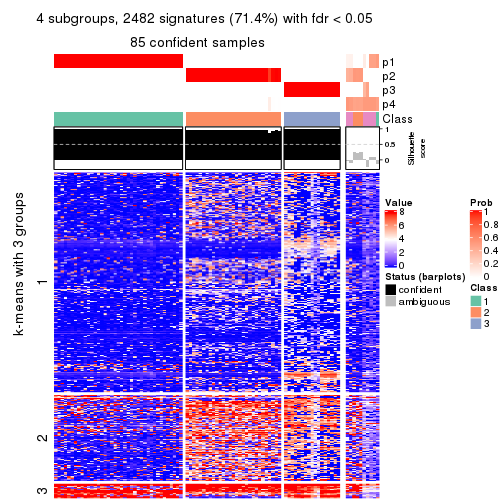 4 subgroups, 2482 signatures (71.4%) with fdr < 0.05
85 confident samples
p1
p2
p3
p4
Class
1
0.5
0
Silhouette
score
k-means with 3 groups
1
2
3
Value
8
6
4
2
0
Status (barplots)
confident
ambiguous
Prob
1
0.8
0.6
0.4
0.2
0
Class
1
2
3